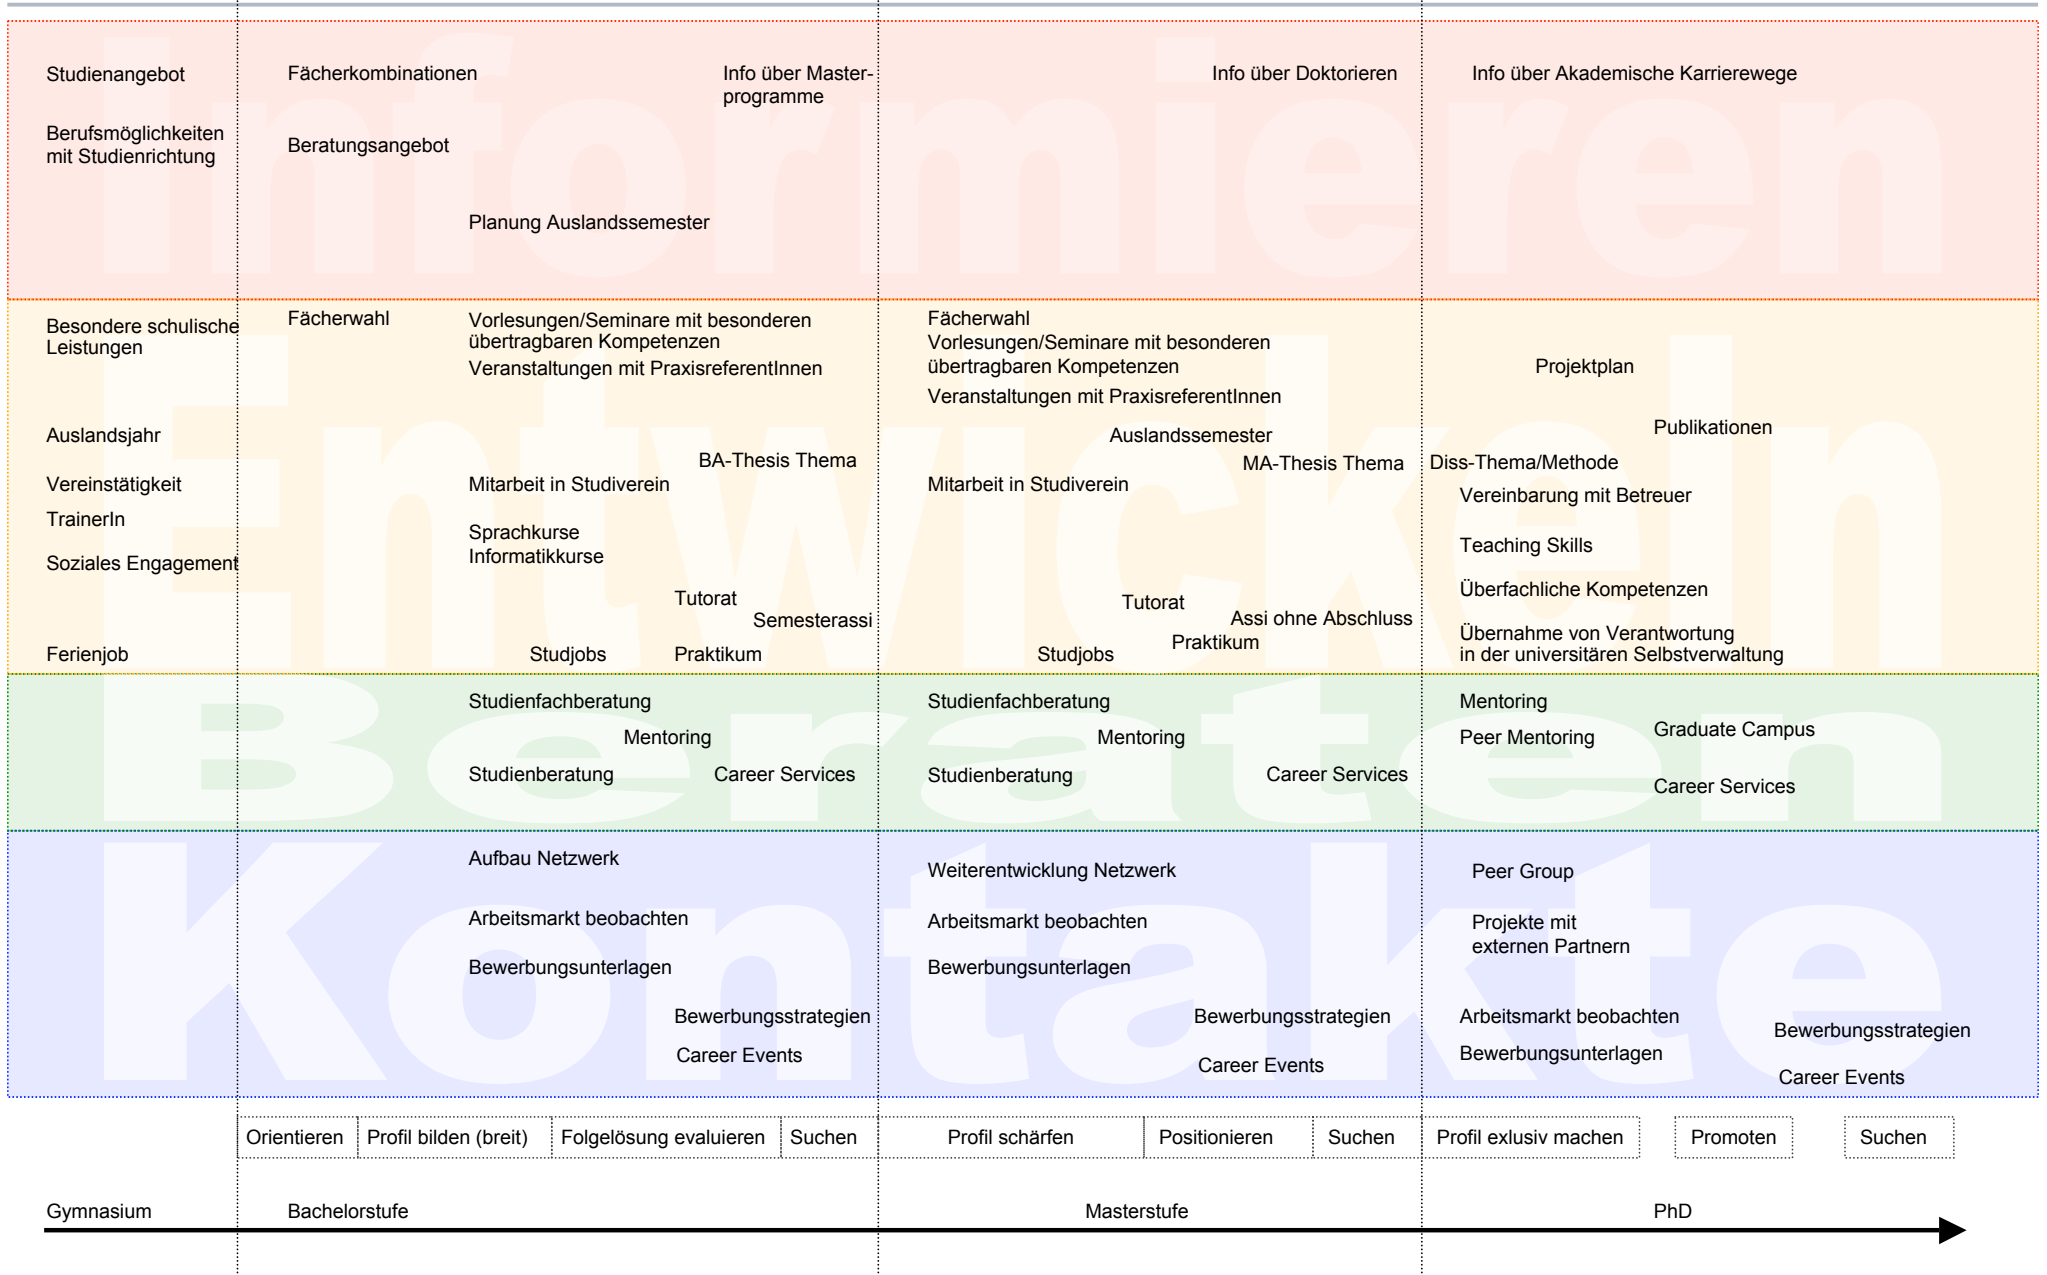 Informieren
Studienangebot
Berufsmöglichkeiten
mit Studienrichtung
Fächerkombinationen
Beratungsangebot
Planung Auslandssemester
Info über Master-
programme
Info über Doktorieren
Info über Akademische Karrierewege
Entwickeln
Besondere schulische
Leistungen
Auslandsjahr
Vereinstätigkeit
TrainerIn
Soziales Engagement
Ferienjob
Fächerwahl
Vorlesungen/Seminare mit besonderen
übertragbaren Kompetenzen
Veranstaltungen mit PraxisreferentInnen
BA-Thesis Thema
Mitarbeit in Studiverein
Sprachkurse
Informatikkurse
Tutorat
Semesterassi
Studjobs
Praktikum
Fächerwahl
Vorlesungen/Seminare mit besonderen
übertragbaren Kompetenzen
Veranstaltungen mit PraxisreferentInnen
Auslandssemester
MA-Thesis Thema
Mitarbeit in Studiverein
Tutorat
Assi ohne Abschluss
Praktikum
Studjobs
Projektplan
Publikationen
Diss-Thema/Methode
Vereinbarung mit Betreuer
Teaching Skills
Überfachliche Kompetenzen
Übernahme von Verantwortung
in der universitären Selbstverwaltung
Beraten
Studienfachberatung
Mentoring
Studienberatung
Career Services
Studienfachberatung
Mentoring
Studienberatung
Career Services
Mentoring
Peer Mentoring
Graduate Campus
Career Services
Kontakte
Aufbau Netzwerk
Arbeitsmarkt beobachten
Bewerbungsunterlagen
Bewerbungsstrategien
Career Events
Weiterentwicklung Netzwerk
Arbeitsmarkt beobachten
Bewerbungsunterlagen
Bewerbungsstrategien
Career Events
Peer Group
Projekte mit
externen Partnern
Arbeitsmarkt beobachten
Bewerbungsunterlagen
Bewerbungsstrategien
Career Events
Orientieren
Profil bilden (breit)
Folgelösung evaluieren
Suchen
Profil schärfen
Positionieren
Suchen
Profil exlusiv machen
Promoten
Suchen
Gymnasium
Bachelorstufe
Masterstufe
PhD